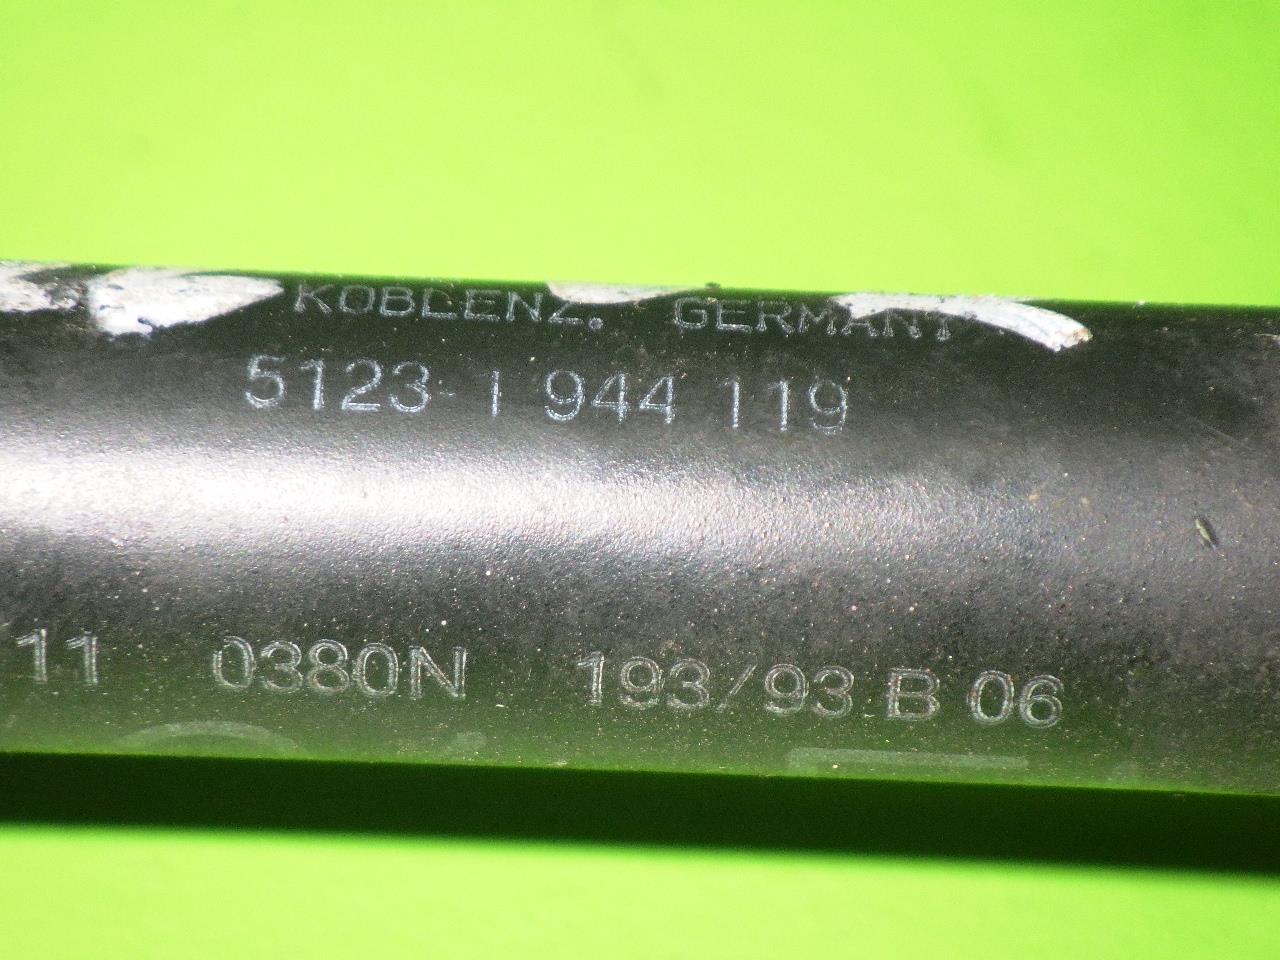 KOBLENZ. GERMANY
5123-1 944 119
11 0380N 193/93 B 06